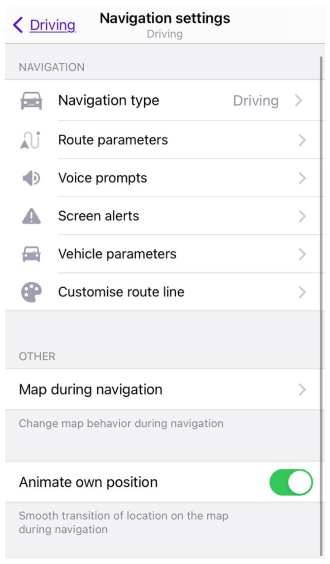 Driving
Navigation settings
Driving
NAVIGATION
Navigation type Driving
Route parameters
Voice prompts
Screen alerts
Vehicle parameters
Customise route line
OTHER
Map during navigation
Change map behavior during navigation
Animate own position
Smooth transition of location on the map
during navigation